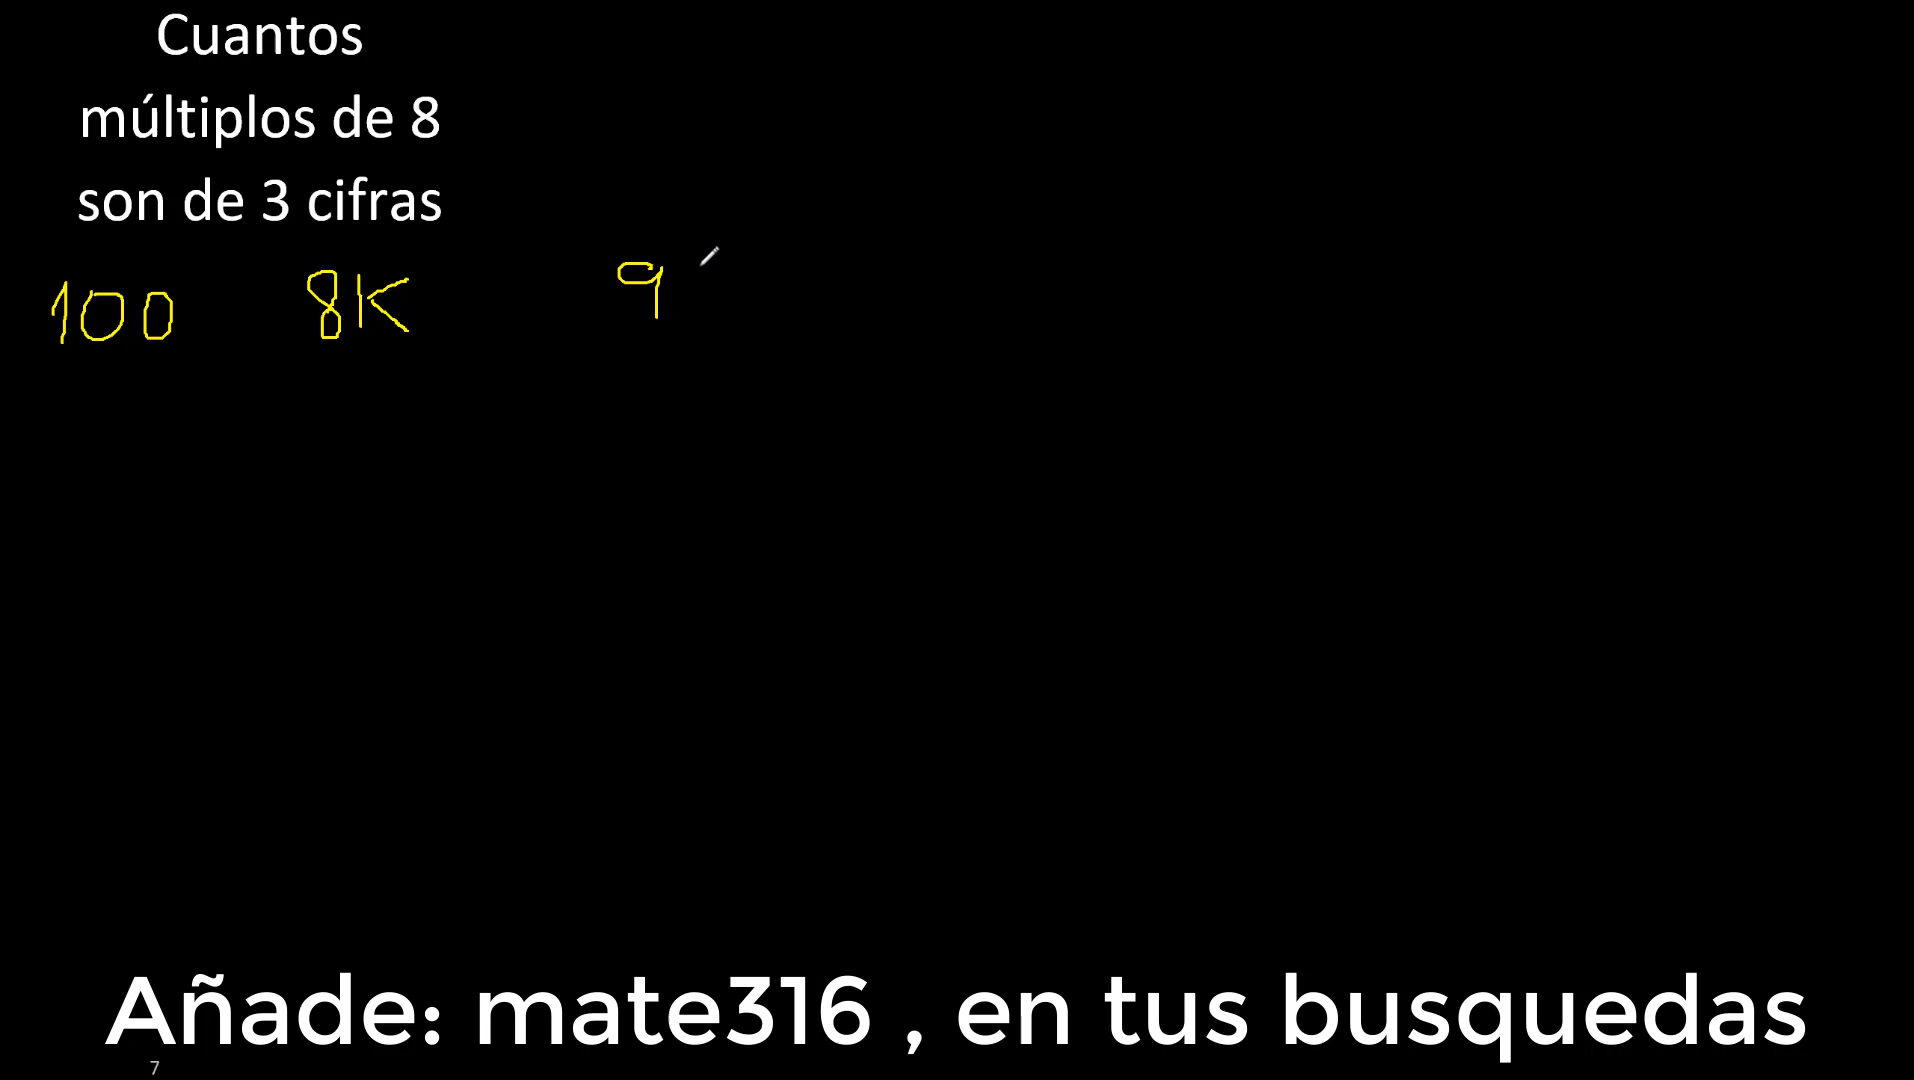 Cuantos
múltiplos de 8
son de 3 cifras
100 8K 9
Añade: mate316 , en tus busquedas
7